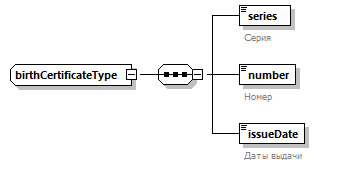 series
Серия
birthCertificateType
number
Номер
issueDate
Даты выдачи